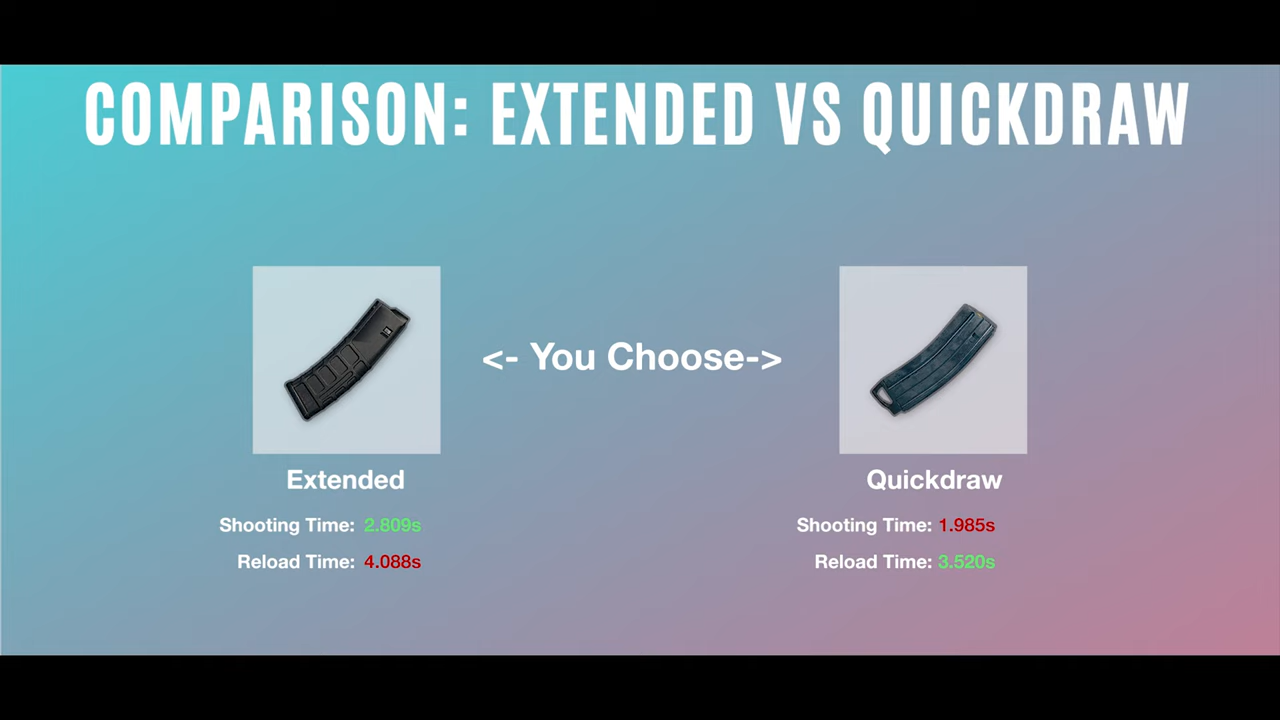 COMPARISON: EXTENDED VS QUICKDRAW
<- You Choose->
Extended
Shooting Time: 2.809s
Reload Time: 4.088s
Quickdraw
Shooting Time: 1.985s
Reload Time: 3.520s